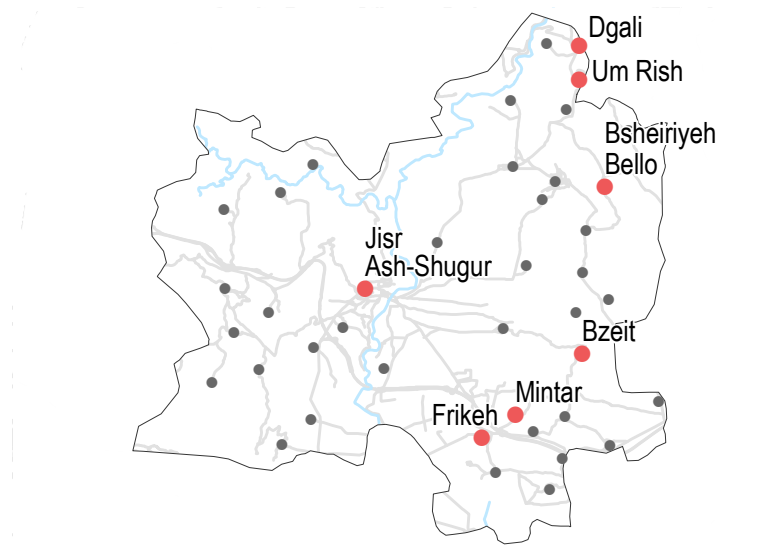 Dgali
Um Rish
Bsheiriyeh
Bello
Jisr
Ash-Shugur
Bzeit
Mintar
Frikeh